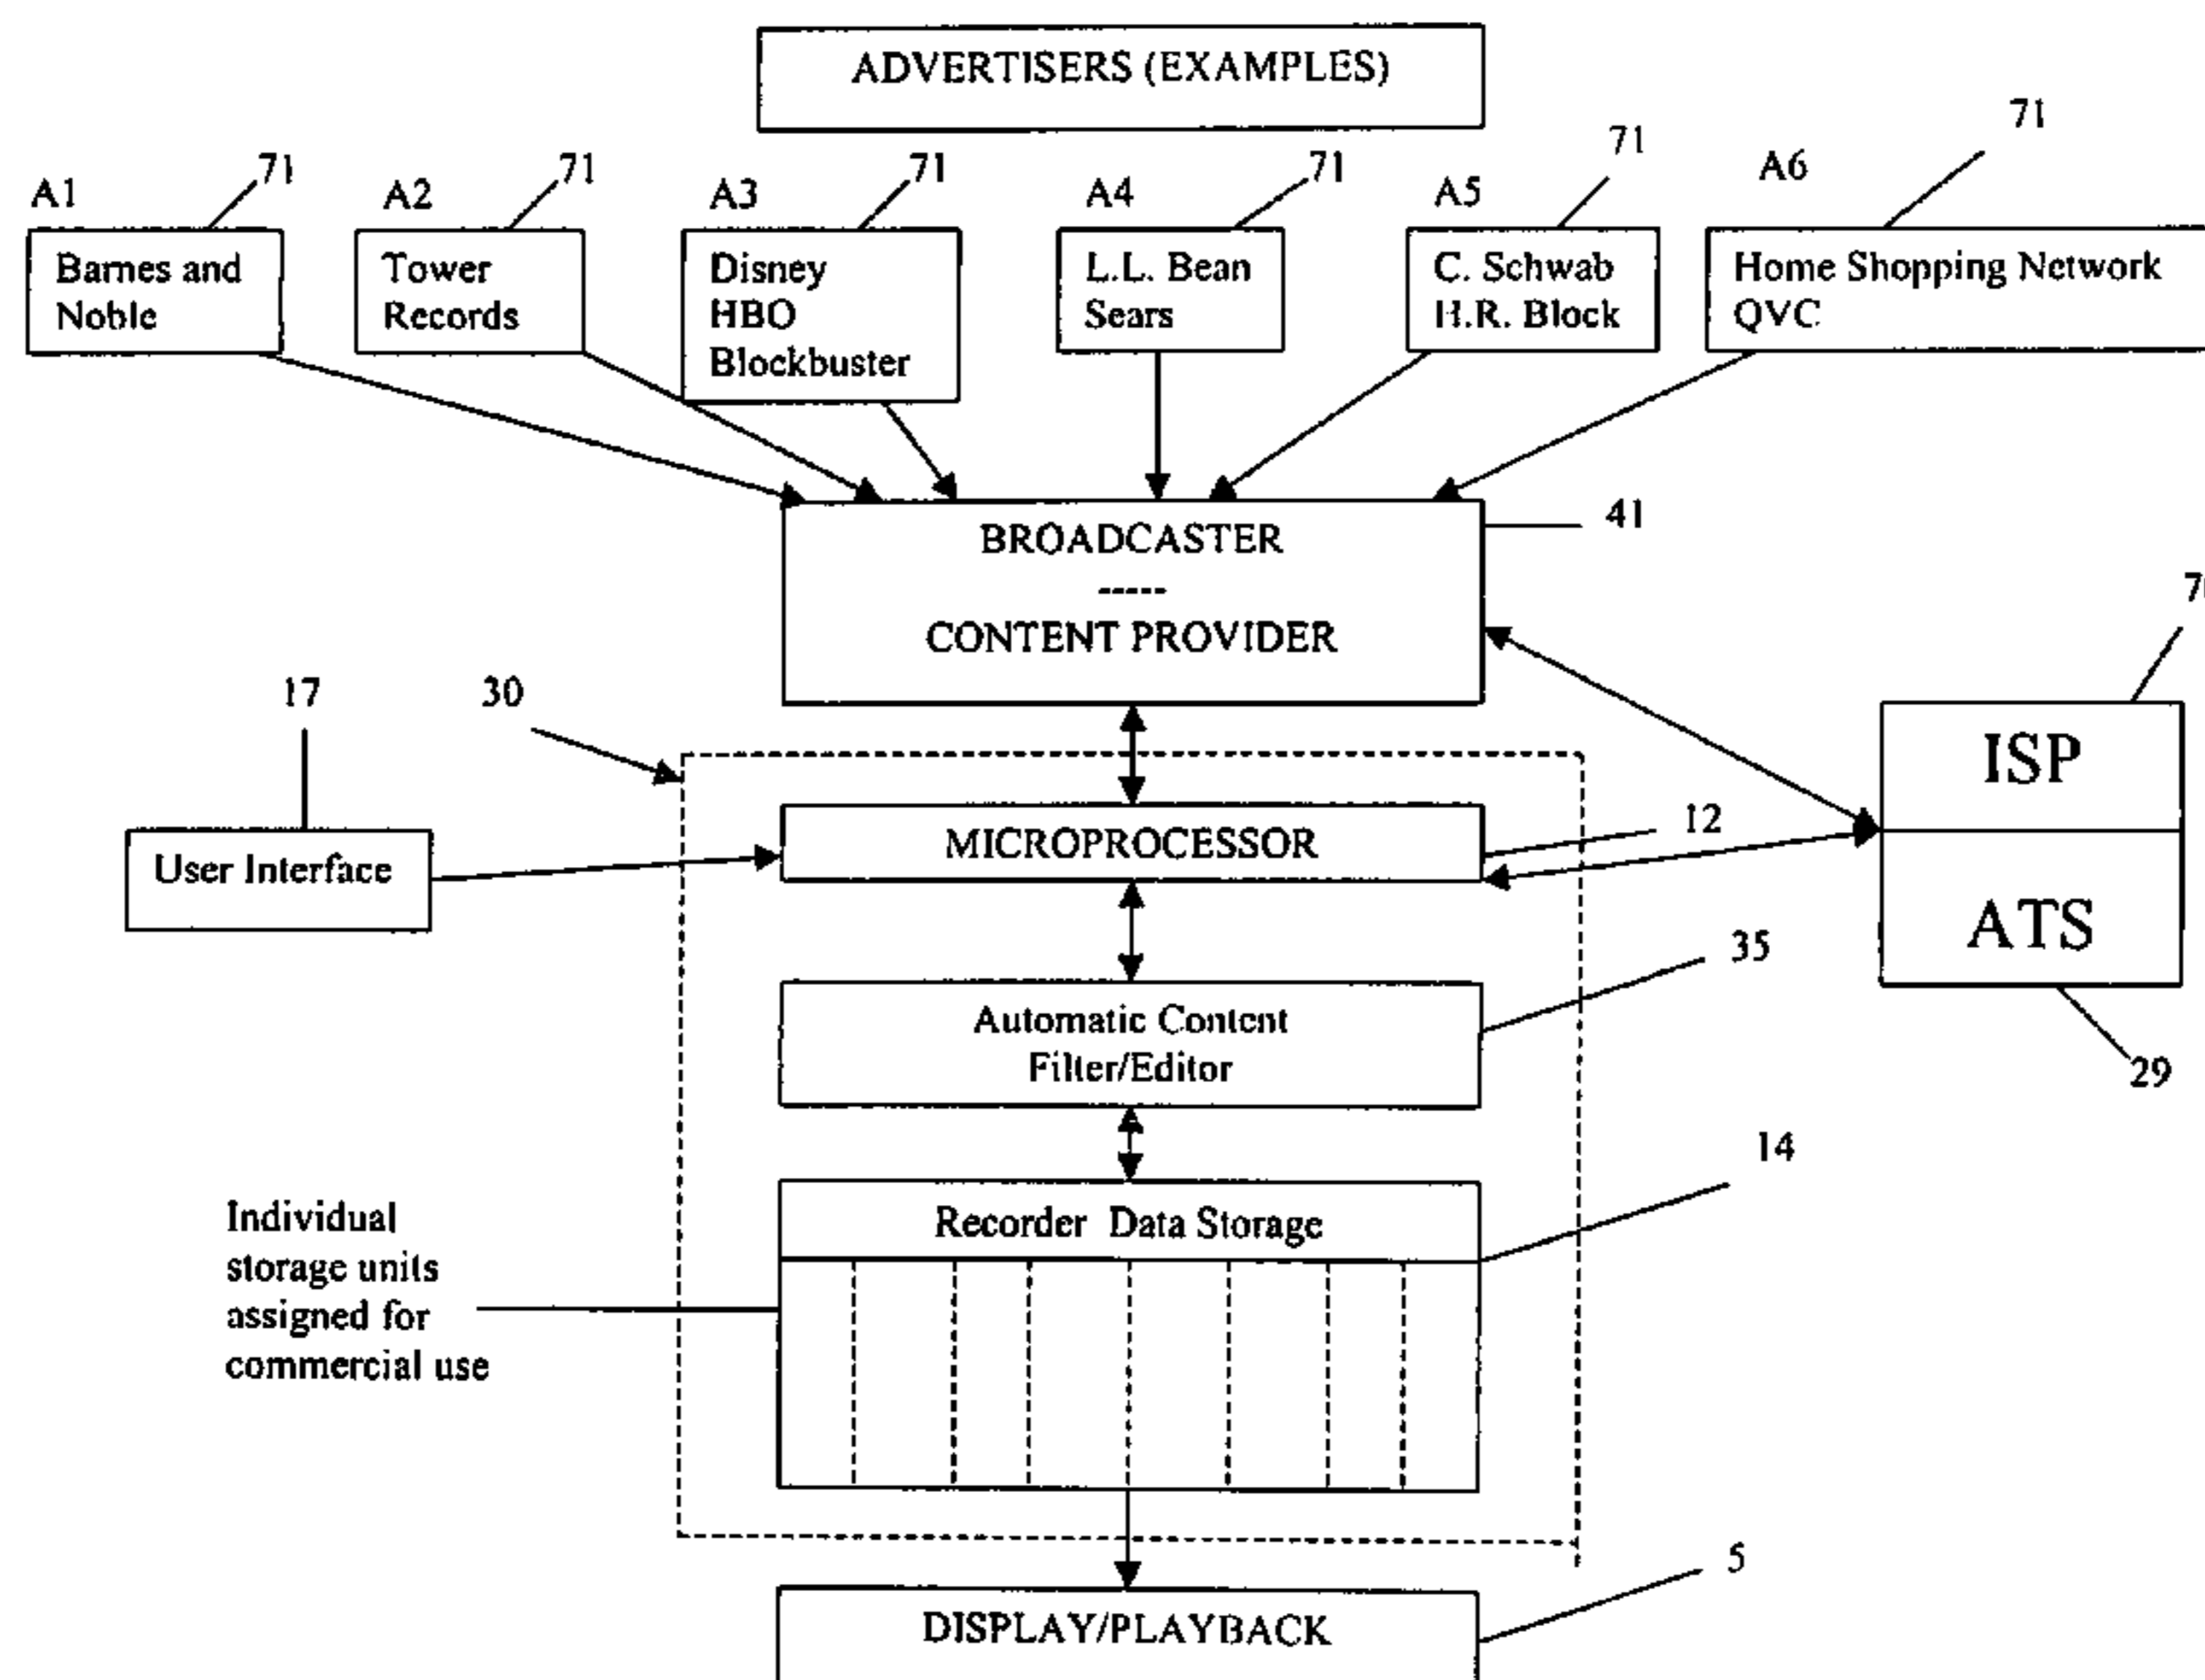 ADVERTISERS (EXAMPLES)
71
71
71
71
71
71
A1
A2
A3
A4
A5
A6
Barnes and
Noble
Tower
Records
Disney
HBO
Blockbuster
L.L. Bean
Sears
C. Schwab
H.R. Block
Home Shopping Network
QVC
BROADCASTER
-----
CONTENT PROVIDER
41
17
30
ISP
ATS
29
User Interface
MICROPROCESSOR
12
Automatic Content
Filter/Editor
35
Recorder Data Storage
14
Individual
storage units
assigned for
commercial use
DISPLAY/PLAYBACK
5